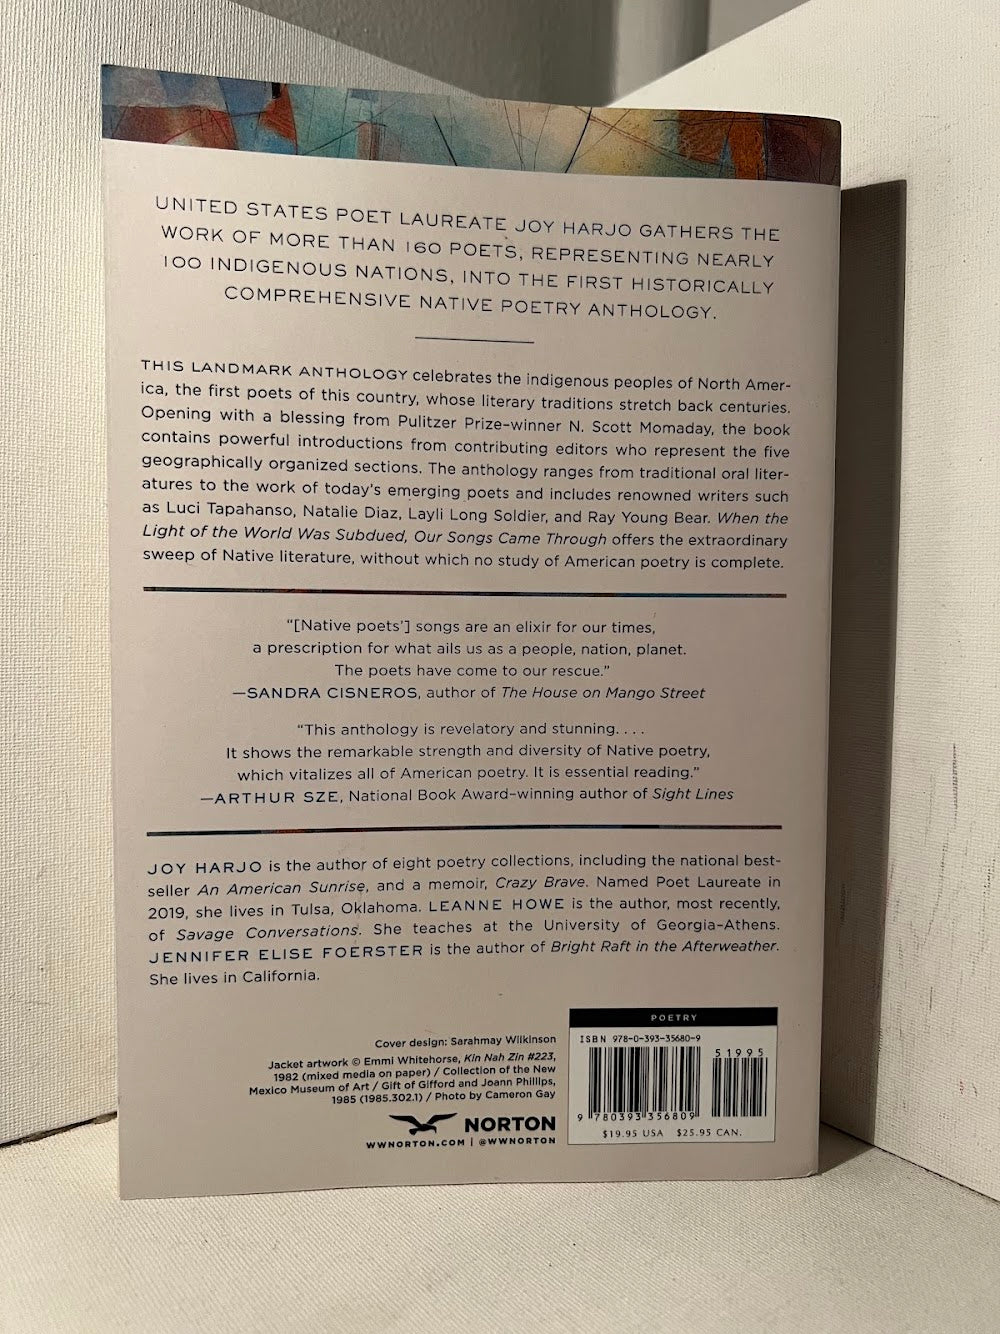 UNITED STATES POET LAUREATE JOY HARJO GATHERS THE
WORK OF MORE THAN 160 POETS, REPRESENTING NEARLY
100 INDIGENOUS NATIONS, INTO THE FIRST HISTORICALLY
COMPREHENSIVE NATIVE POETRY ANTHOLOGY.
THIS LANDMARK ANTHOLOGY celebrates the indigenous peoples of North Amer-
ica, the first poets of this country, whose literary traditions stretch back centuries.
Opening with a blessing from Pulitzer Prize–winner N. Scott Momaday, the book
contains powerful introductions from contributing editors who represent the five
geographically organized sections. The anthology ranges from traditional oral liter-
atures to the work of today's emerging poets and includes renowned writers such
as Luci Tapahanso, Natalie Diaz, Layli Long Soldier, and Ray Young Bear. When the
Light of the World Was Subdued, Our Songs Came Through offers the extraordinary
sweep of Native literature, without which no study of American poetry is complete.
"[Native poets'] songs are an elixir for our times,
a prescription for what ails us as a people, nation, planet.
The poets have come to our rescue."
—SANDRA CISNEROS, author of The House on Mango Street
"This anthology is revelatory and stunning. . . .
It shows the remarkable strength and diversity of Native poetry,
which vitalizes all of American poetry. It is essential reading."
—ARTHUR SZE, National Book Award–winning author of Sight Lines
JOY HARJO is the author of eight poetry collections, including the national best-
seller An American Sunrise, and a memoir, Crazy Brave. Named Poet Laureate in
2019, she lives in Tulsa, Oklahoma. LEANNE HOWE is the author, most recently,
of Savage Conversations. She teaches at the University of Georgia–Athens.
JENNIFER ELISE FOERSTER is the author of Bright Raft in the Afterweather.
She lives in California.
Cover design: Sarahmay Wilkinson
Jacket artwork © Emmi Whitehorse, Kin Nah Zin #223,
1982 (mixed media on paper) / Collection of the New
Mexico Museum of Art / Gift of Gifford and Joann Phillips,
1985 (1985.302.1) / Photo by Cameron Gay
NORTON
WWNORTON.COM | @WWNORTON
POETRY
ISBN 978-0-393-35680-9
51995
9 780393 356809
$19.95 USA $25.95 CAN.